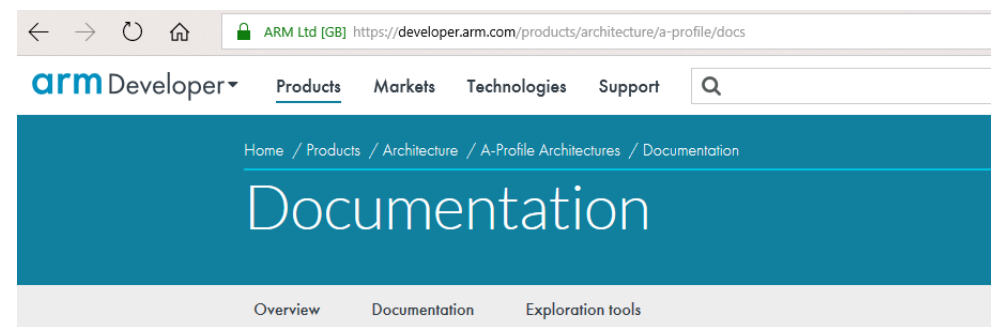 ARM Ltd [GB] https://developer.arm.com/products/architecture/a-profile/docs
arm Developer Products Markets Technologies Support
Home / Products / Architecture / A-Profile Architectures / Documentation
Documentation
Overview Documentation Exploration tools